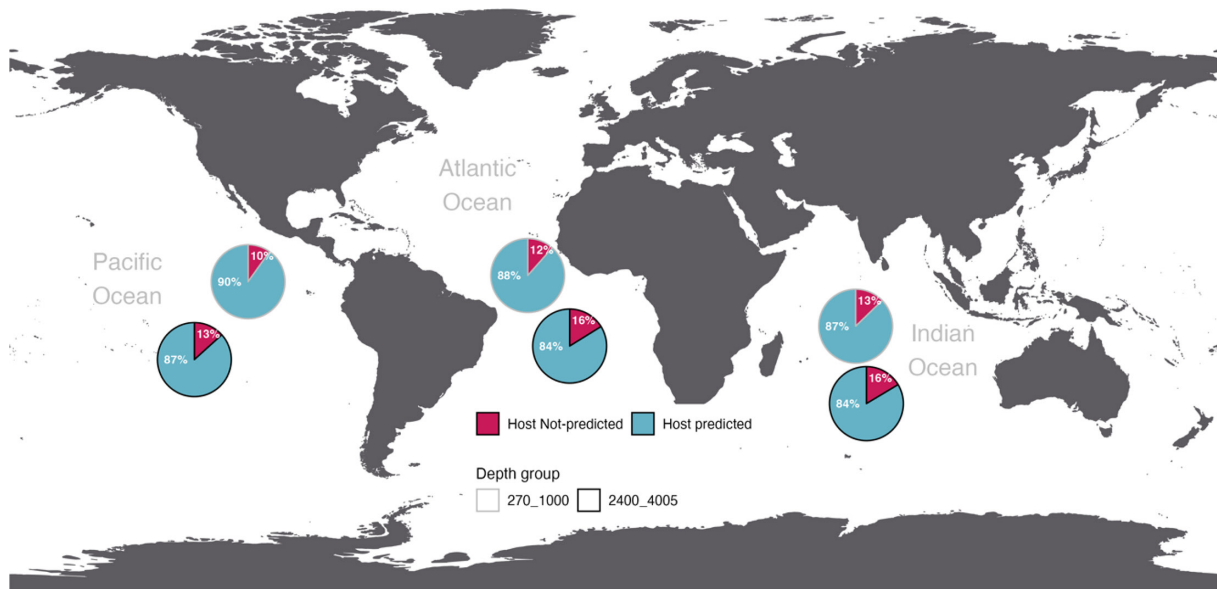 Atlantic
Ocean
Pacific
Ocean
10%
90%
12%
88%
13%
87%
13%
87%
16%
84%
Indian
Ocean
16%
84%
Host Not-predicted
Host predicted
Depth group
270_1000
2400_4005